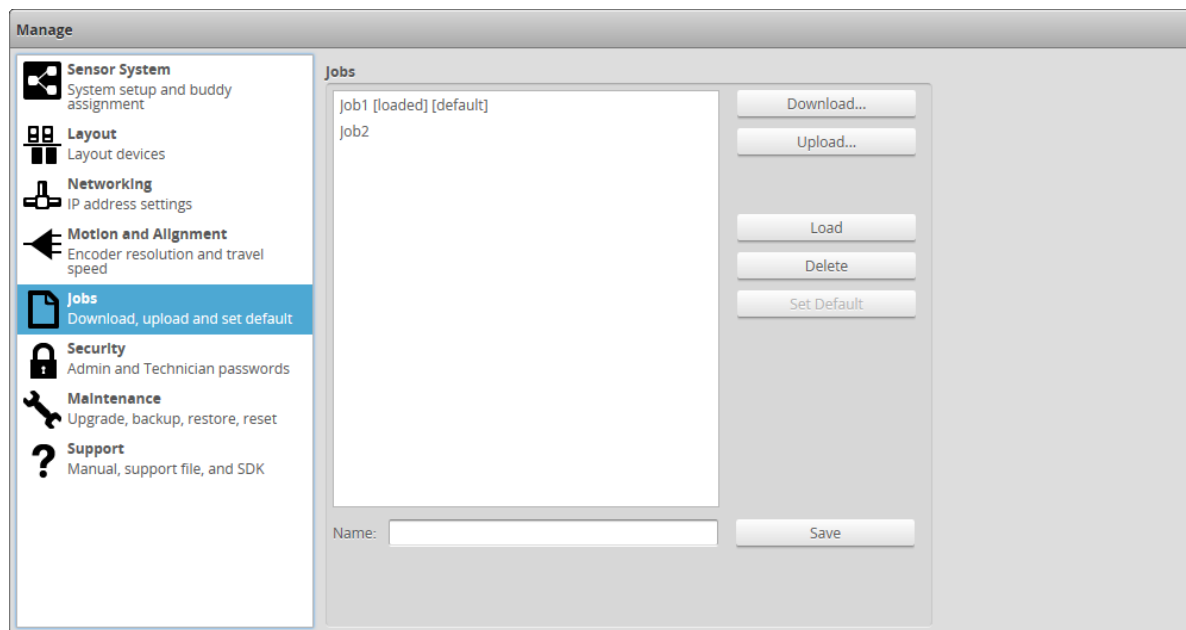 Manage
Sensor System
System setup and buddy
assignment
Layout
Layout devices
Networking
IP address settings
Motion and Alignment
Encoder resolution and travel
speed
Jobs
Download, upload and set default
Security
Admin and Technician passwords
Maintenance
Upgrade, backup, restore, reset
Support
Manual, support file, and SDK
Jobs
Job1 [loaded] [default]
Job2
Download...
Upload...
Load
Delete
Set Default
Name:
Save